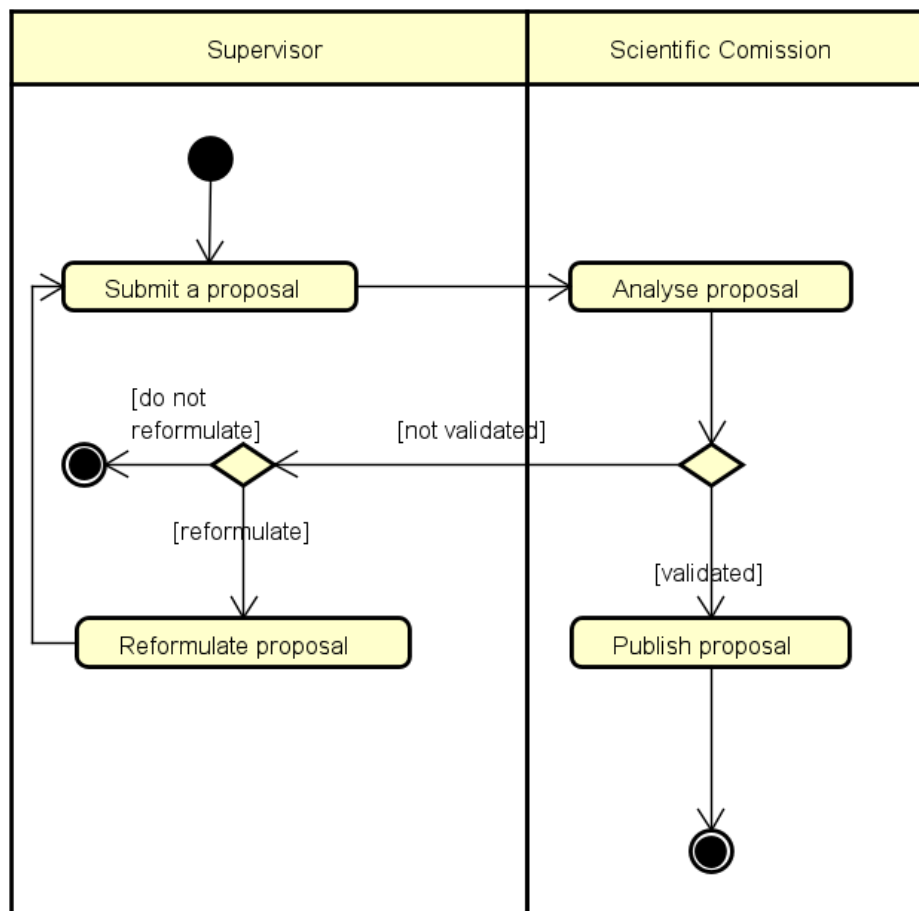 Supervisor
Scientific Comission
Submit a proposal
Analyse proposal
[do not
reformulate]
[not validated]
[reformulate]
[validated]
Reformulate proposal
Publish proposal